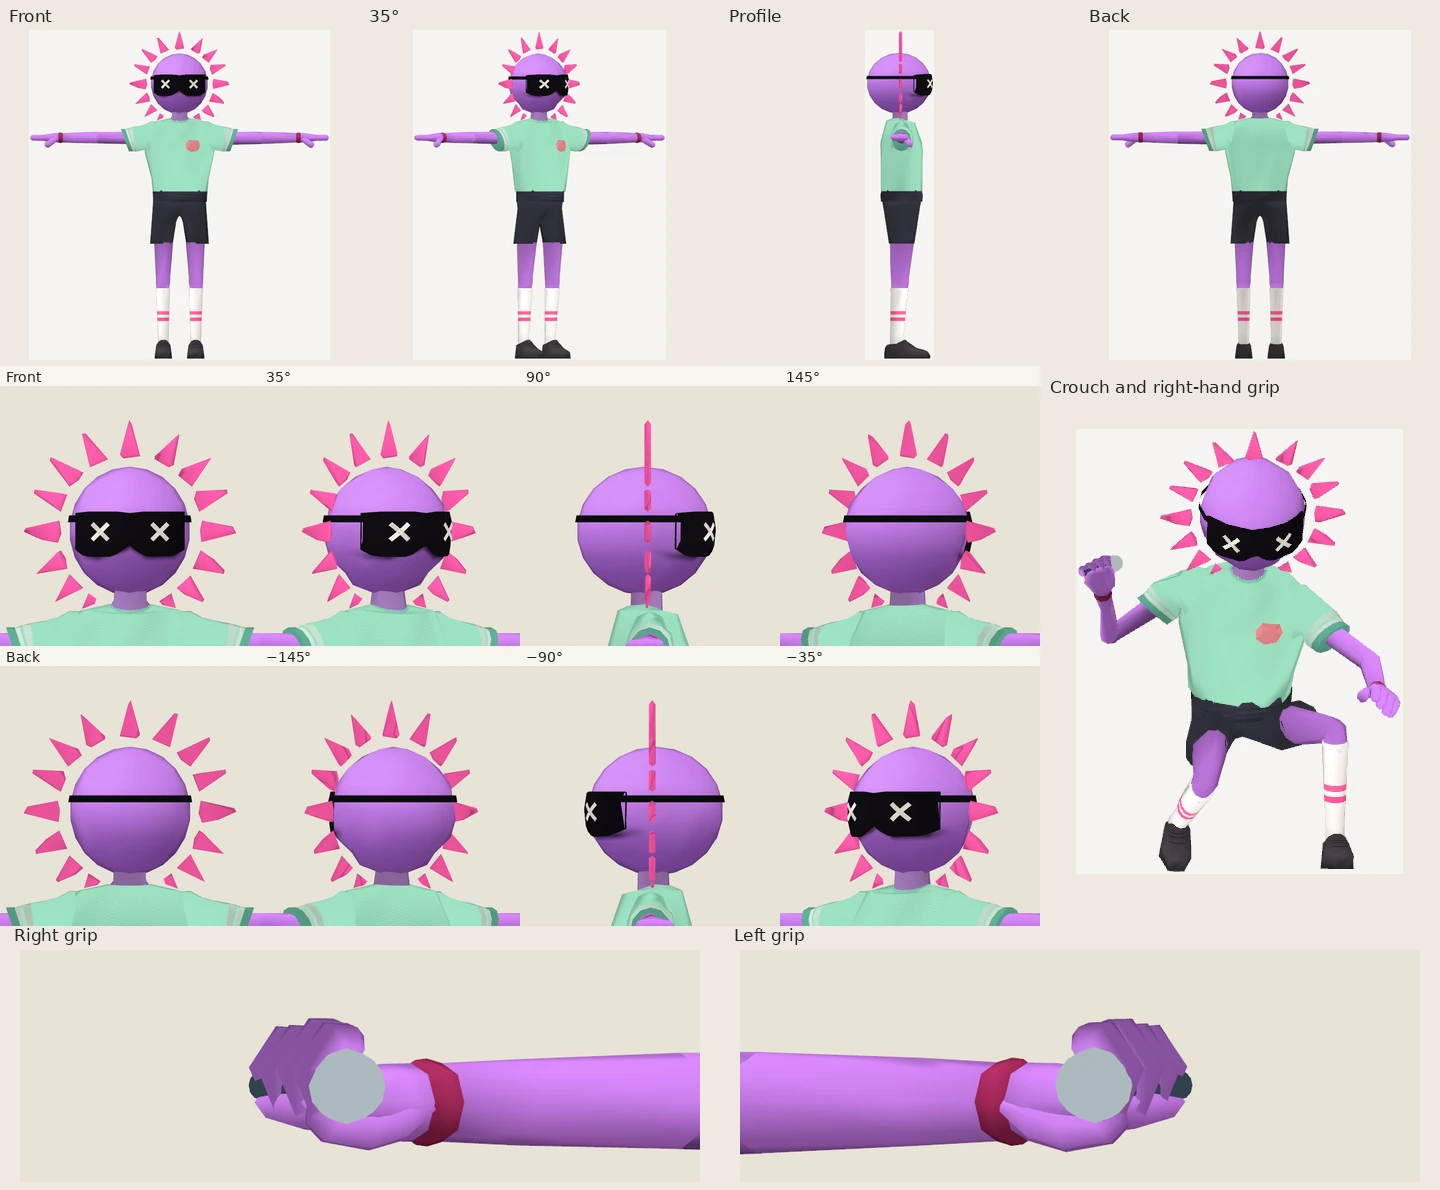 Front 35° Profile Back
Front 35° 90° 145°
Crouch and right-hand grip
Back −145° −90° −35°
Right grip Left grip